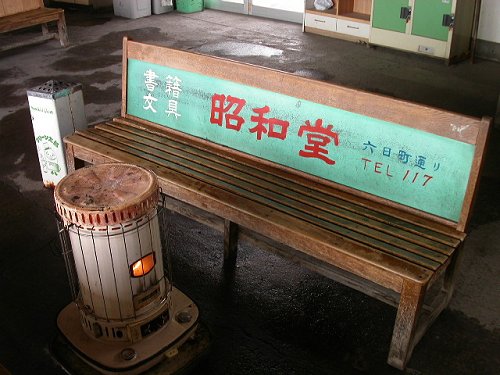 書籍
文具
昭和堂
六日町通り
TEL 117